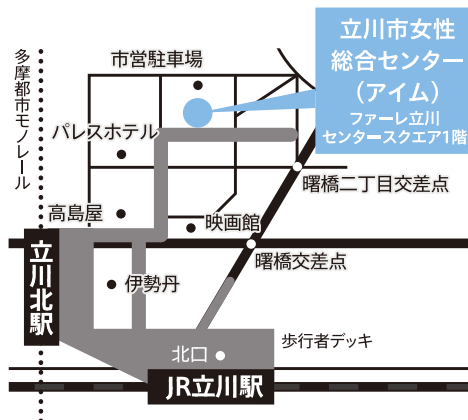 立川市女性
総合センター
（アイム）
ファーレ立川
センタースクエア1階
多摩都市モノレール
市営駐車場
パレスホテル
曙橋二丁目交差点
高島屋
映画館
曙橋交差点
立川北駅
伊勢丹
歩行者デッキ
北口
JR立川駅